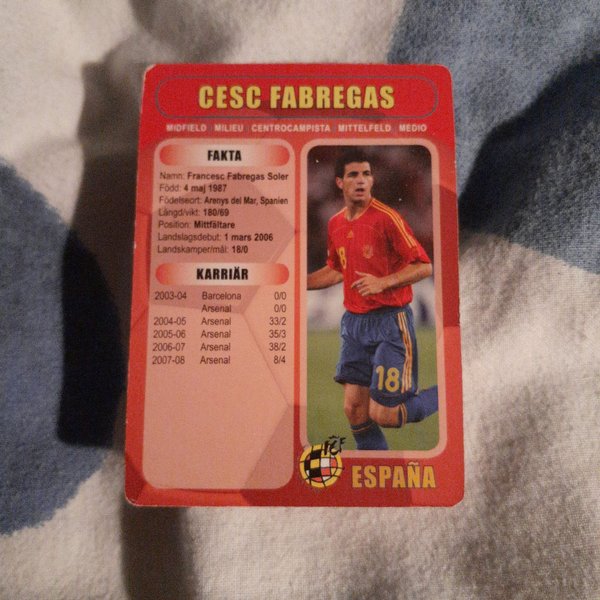 CESC FABREGAS
MIDFIELD MILIEU CENTROCAMPISTA MITTELFELD MEDIO
FAKTA
Namn: Francesc Fabregas Soler
Född: 4 maj 1987
Födelseort: Arenys del Mar, Spanien
Längd/vikt: 180/69
Position: Mittfältare
Landslagsdebut: 1 mars 2006
Landskamper/mål: 18/0
KARRIÄR
2003-04 Barcelona 0/0
Arsenal 0/0
2004-05 Arsenal 33/2
2005-06 Arsenal 35/3
2006-07 Arsenal 38/2
2007-08 Arsenal 8/4
18
18
ESPAÑA